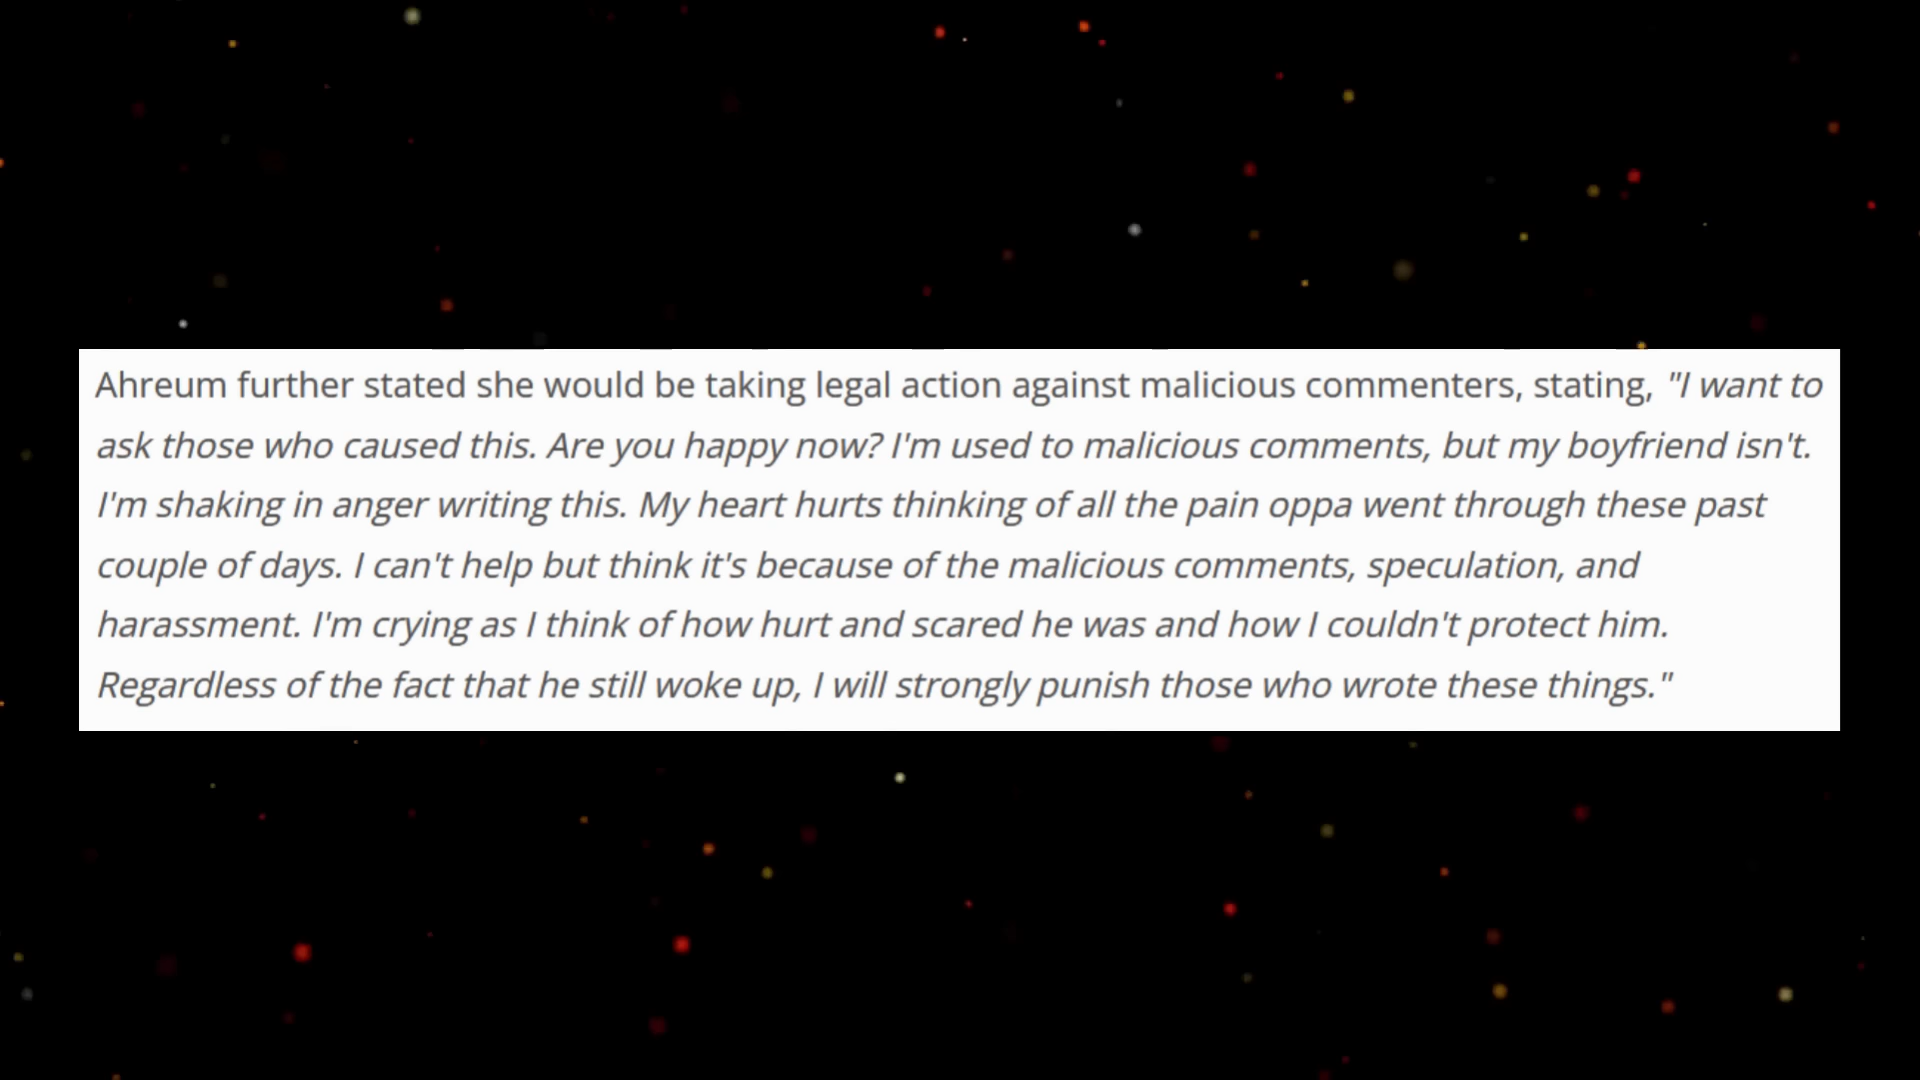 Ahreum further stated she would be taking legal action against malicious commenters, stating, "I want to
ask those who caused this. Are you happy now? I'm used to malicious comments, but my boyfriend isn't.
I'm shaking in anger writing this. My heart hurts thinking of all the pain oppa went through these past
couple of days. I can't help but think it's because of the malicious comments, speculation, and
harassment. I'm crying as I think of how hurt and scared he was and how I couldn't protect him.
Regardless of the fact that he still woke up, I will strongly punish those who wrote these things."